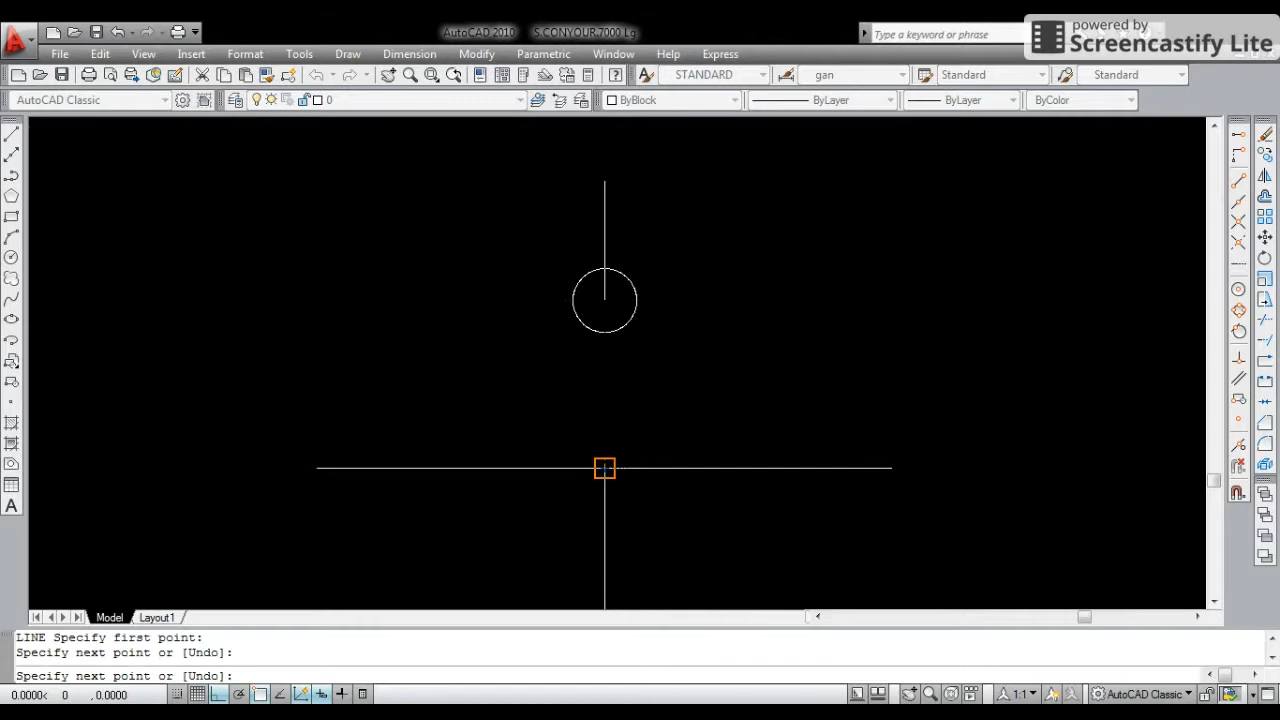 powered by
Screencastify Lite
AutoCAD 2010 S.CONYOUR.7000 Lg
Type a keyword or phrase
File Edit View Insert Format Tools Draw Dimension Modify Parametric Window Help Express
STANDARD gan Standard Standard
AutoCAD Classic 0 ByBlock ByLayer ByLayer ByColor
A
Model Layout1
LINE Specify first point:
Specify next point or [Undo]:
Specify next point or [Undo]:
0.0000< 0 , 0.0000 1:1 AutoCAD Classic